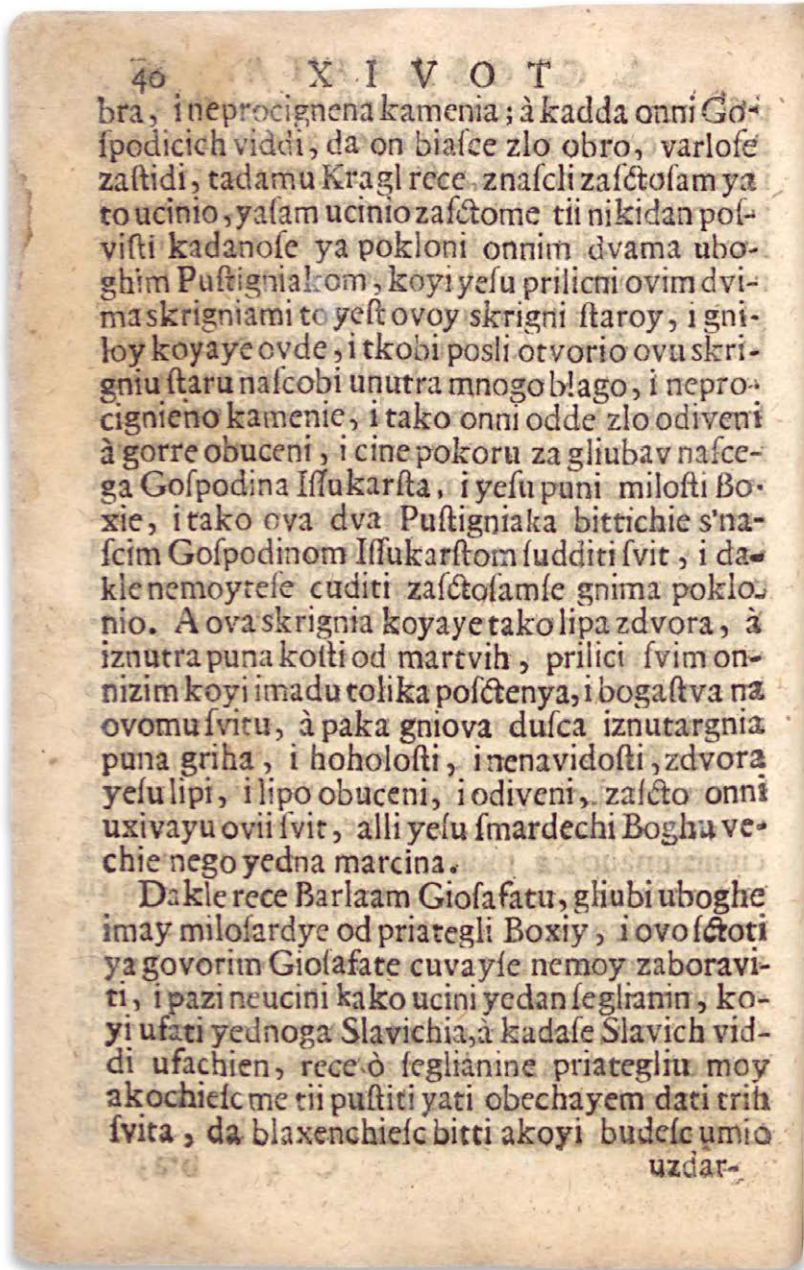 40 X I V O T
bra, i neprocignena kamenia; à kadda onni Go-
ſpodicich viddi, da on biaſce zlo obro, varloſe
zaſtidi, tadamu Kragl rece znaſcli zaſctoſam ya
to ucinio, yaſam ucinio zaſctome tii nikidan poſ-
viſti kadanoſe ya pokloni onnim dvama ubo-
ghim Puſtigniakom, koyi yeſu prilicni ovim dvi-
ma skrigniami to yeſt ovoy skrigni ſtaroy, i gni-
loy koyaye ovde, i tkobi posli otvorio ovu skri-
gniu ſtaru naſcobi unutra mnogo blago, i nepro-
cignieno kamenie, i tako onni odde zlo odiveni
à gorre obuceni, i cine pokoru za gliubav naſce-
ga Goſpodina Iſſukarſta, i yeſu puni miloſti Bo-
xie, i tako ova dva Puſtigniaka bittichie s'na-
ſcim Goſpodinom Iſſukarſtom ſudditi ſvit, i da-
kle nemoyteſe cuditi zaſctoſamſe gnima poklo-
nio. A ova skrignia koyaye tako lipa zdvora, à
iznutra puna koſti od martvih, prilici ſvim on-
nizim koyi imadu tolika poſctenya, i bogaſtva na
ovomu ſvitu, à paka gniova duſca iznutargnia
puna griha, i hoholoſti, i nenavidoſti, zdvora
yeſu lipi, i lipo obuceni, i odiveni, zaſcto onni
uxivayu ovii ſvit, alli yeſu ſmardechi Boghu ve-
chie nego yedna marcina.
Dakle rece Barlaam Gioſafatu, gliubi uboghe
imay miloſardye od priategli Boxiy, i ovo ſctoti
ya govorim Gioſafate cuvayſe nemoy zaboravi-
ti, i pazi neucini kako ucini yedan ſeglianin, ko-
yi ufati yednoga Slavichia, à kadaſe Slavich vid-
di ufachien, rece ò ſeglianine priategliu moy
akochieſc me tii puſtiti yati obechayem dati trih
ſvita, da blaxenchieſc bitti akoyi budeſc umio
uzdar-